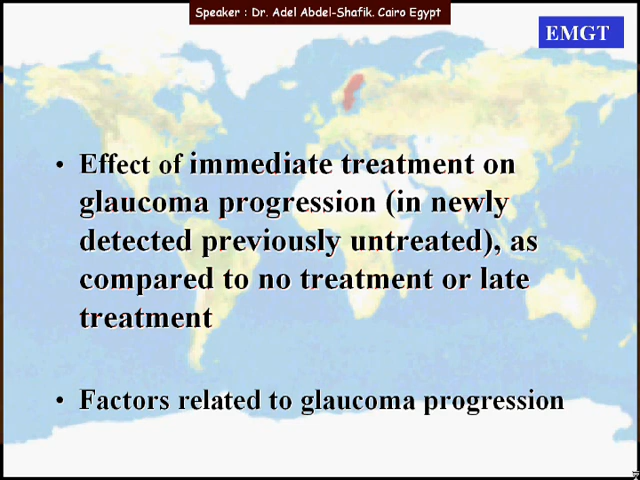 Speaker : Dr. Adel Abdel-Shafik. Cairo Egypt
EMGT
• Effect of immediate treatment on
glaucoma progression (in newly
detected previously untreated), as
compared to no treatment or late
treatment
• Factors related to glaucoma progression